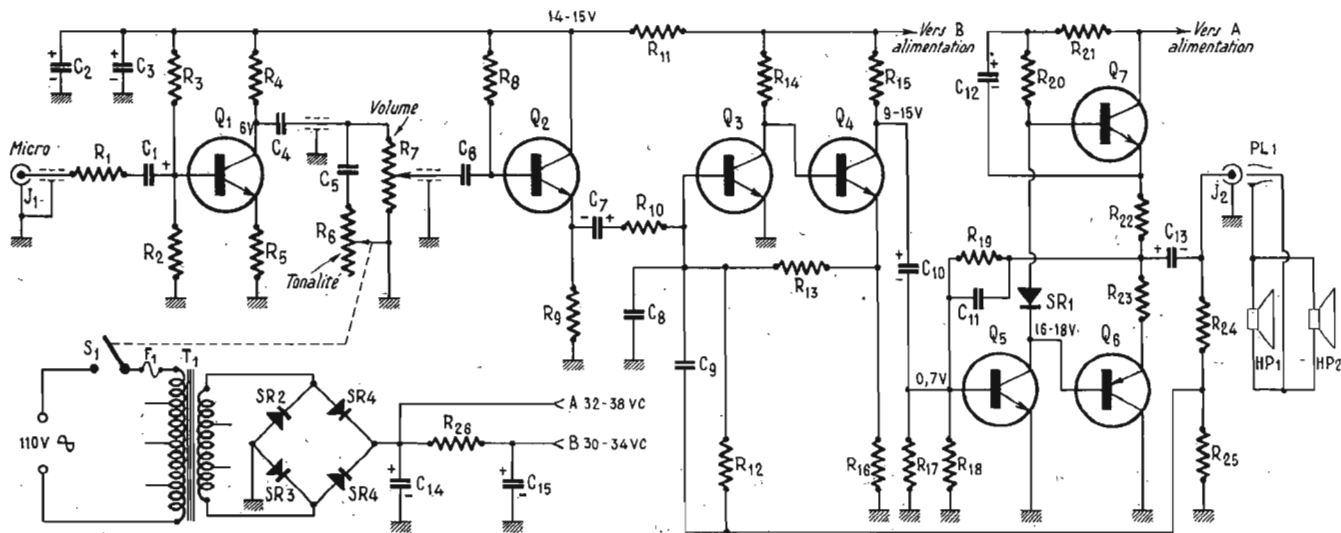 14-15V
Vers B
alimentation
Vers A
alimentation
R11
R21
C2
C3
R3
R4
R8
R14
R15
C12
R20
Q7
Volume
Q1
6V
C4
R7
Q2
Q3
Q4
9-15V
Micro
J1
R1
C1
C5
C6
PL1
J2
R22
C7
R10
R19
C13
R2
R5
R6
Tonalité
R13
C10
C11
SR1
R23
R9
C8
Q5
16-18V
Q6
R24
HP1
HP2
S1
F1
T1
C9
0,7V
SR2
SR4
A 32-38 VC
R26
B 30-34 VC
110V
SR3
SR4
C14
C15
R12
R16
R17
R18
R25